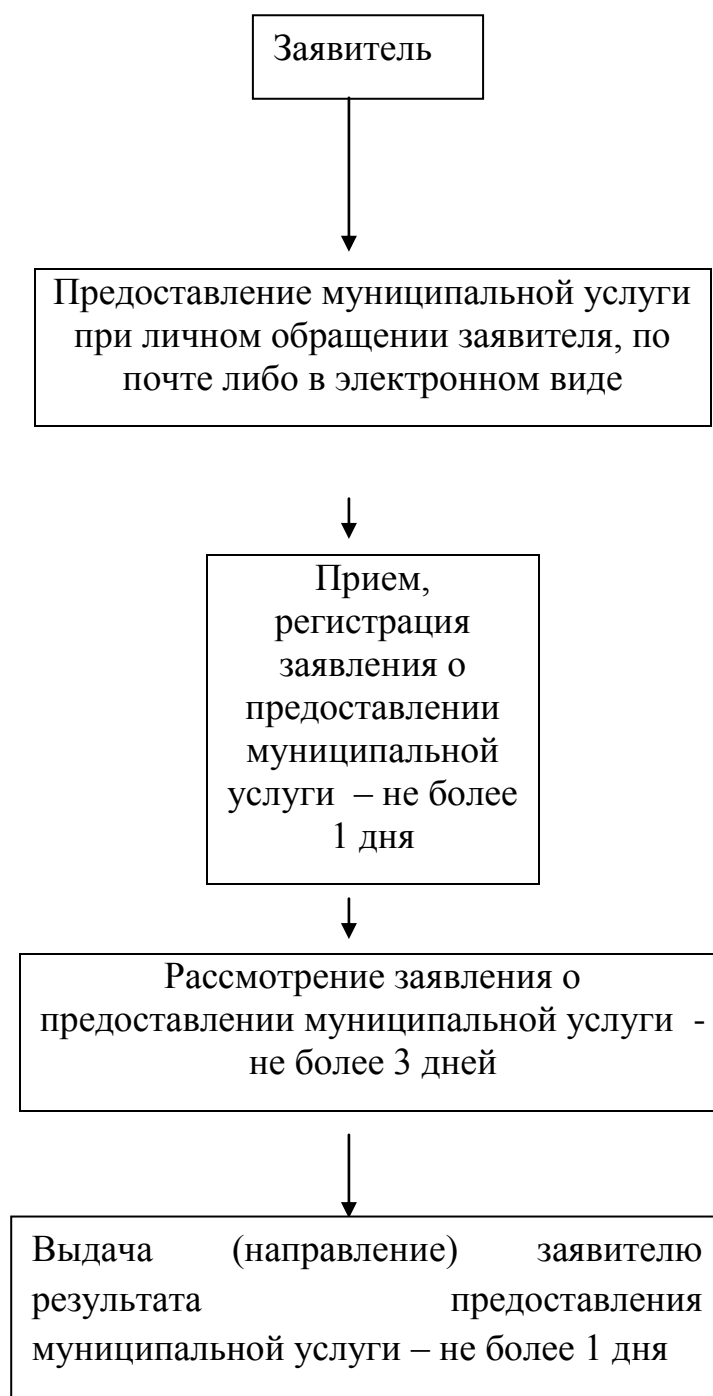 Заявитель
Предоставление муниципальной услуги
при личном обращении заявителя, по
почте либо в электронном виде
Прием,
регистрация
заявления о
предоставлении
муниципальной
услуги – не более
1 дня
Рассмотрение заявления о
предоставлении муниципальной услуги -
не более 3 дней
Выдача (направление) заявителю
результата предоставления
муниципальной услуги – не более 1 дня